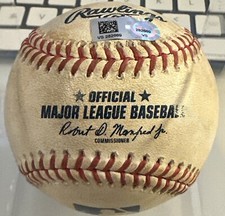 Rawlings
OFFICIAL
MAJOR LEAGUE BASEBALL
Robert D. Manfred Jr.
COMMISSIONER